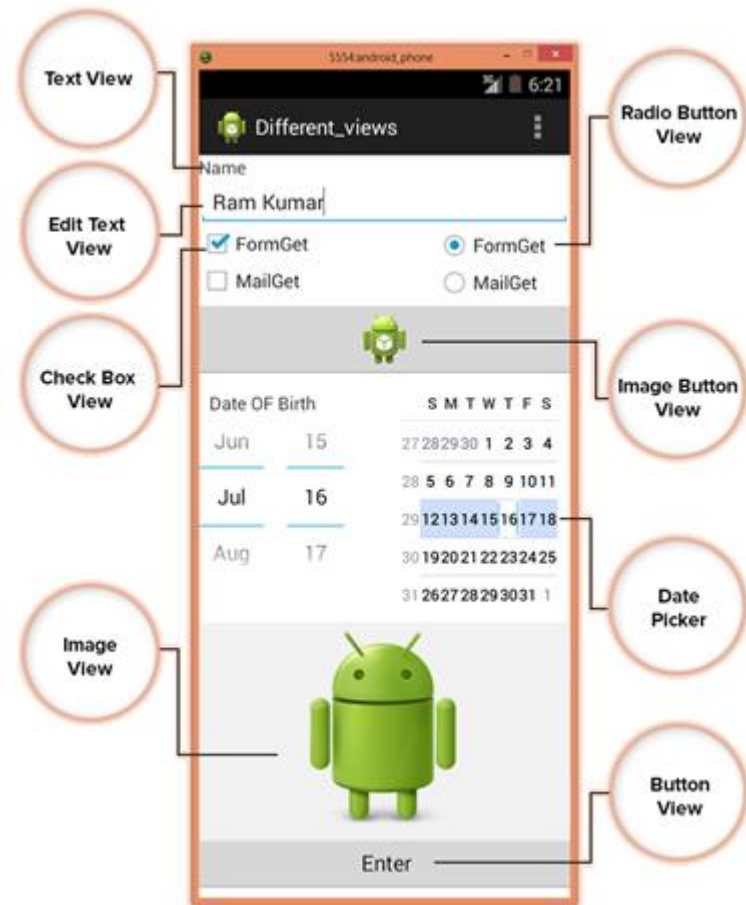 5554:android_phone
3G 6:21
Different_views
Name
Ram Kumar
FormGet FormGet
MailGet MailGet
Date OF Birth
Jun 15
Jul 16
Aug 17
S M T W T F S
27 28 29 30 1 2 3 4
28 5 6 7 8 9 10 11
29 12 13 14 15 16 17 18
30 19 20 21 22 23 24 25
31 26 27 28 29 30 31 1
Enter
Text View
Edit Text
View
Check Box
View
Image
View
Radio Button
View
Image Button
View
Date
Picker
Button
View